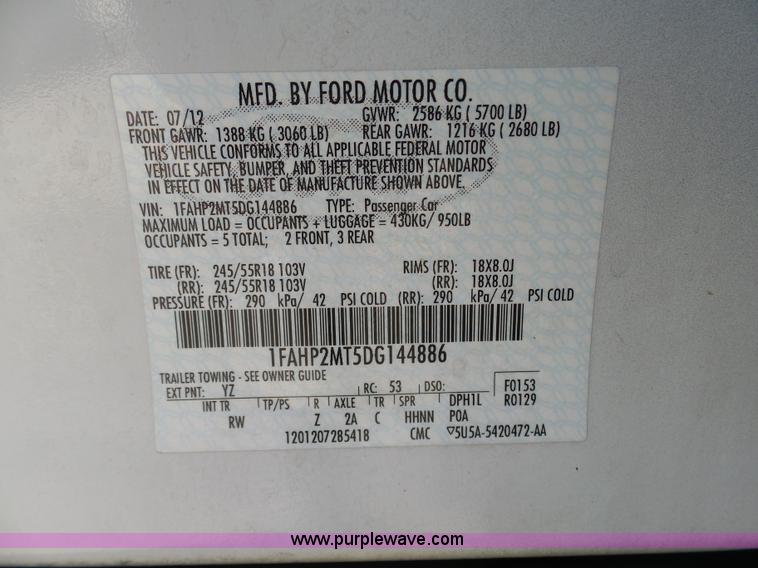 MFD. BY FORD MOTOR CO.
DATE: 07/12 GVWR: 2586 KG ( 5700 LB)
FRONT GAWR: 1388 KG ( 3060 LB) REAR GAWR: 1216 KG ( 2680 LB)
THIS VEHICLE CONFORMS TO ALL APPLICABLE FEDERAL MOTOR
VEHICLE SAFETY, BUMPER, AND THEFT PREVENTION STANDARDS
IN EFFECT ON THE DATE OF MANUFACTURE SHOWN ABOVE.
VIN: 1FAHP2MT5DG144886 TYPE: Passenger Car
MAXIMUM LOAD = OCCUPANTS + LUGGAGE = 430KG/ 950LB
OCCUPANTS = 5 TOTAL; 2 FRONT, 3 REAR
TIRE (FR): 245/55R18 103V RIMS (FR): 18X8.0J
(RR): 245/55R18 103V (RR): 18X8.0J
PRESSURE (FR): 290 kPa/ 42 PSI COLD (RR): 290 kPa/ 42 PSI COLD
1FAHP2MT5DG144886
TRAILER TOWING - SEE OWNER GUIDE
EXT PNT: YZ RC: 53 DSO: F0153
INT TR TP/PS R AXLE TR SPR DPH1L R0129
RW Z 2A C HHNN POA
1201207285418 CMC ▽5U5A-5420472-AA
www.purplewave.com